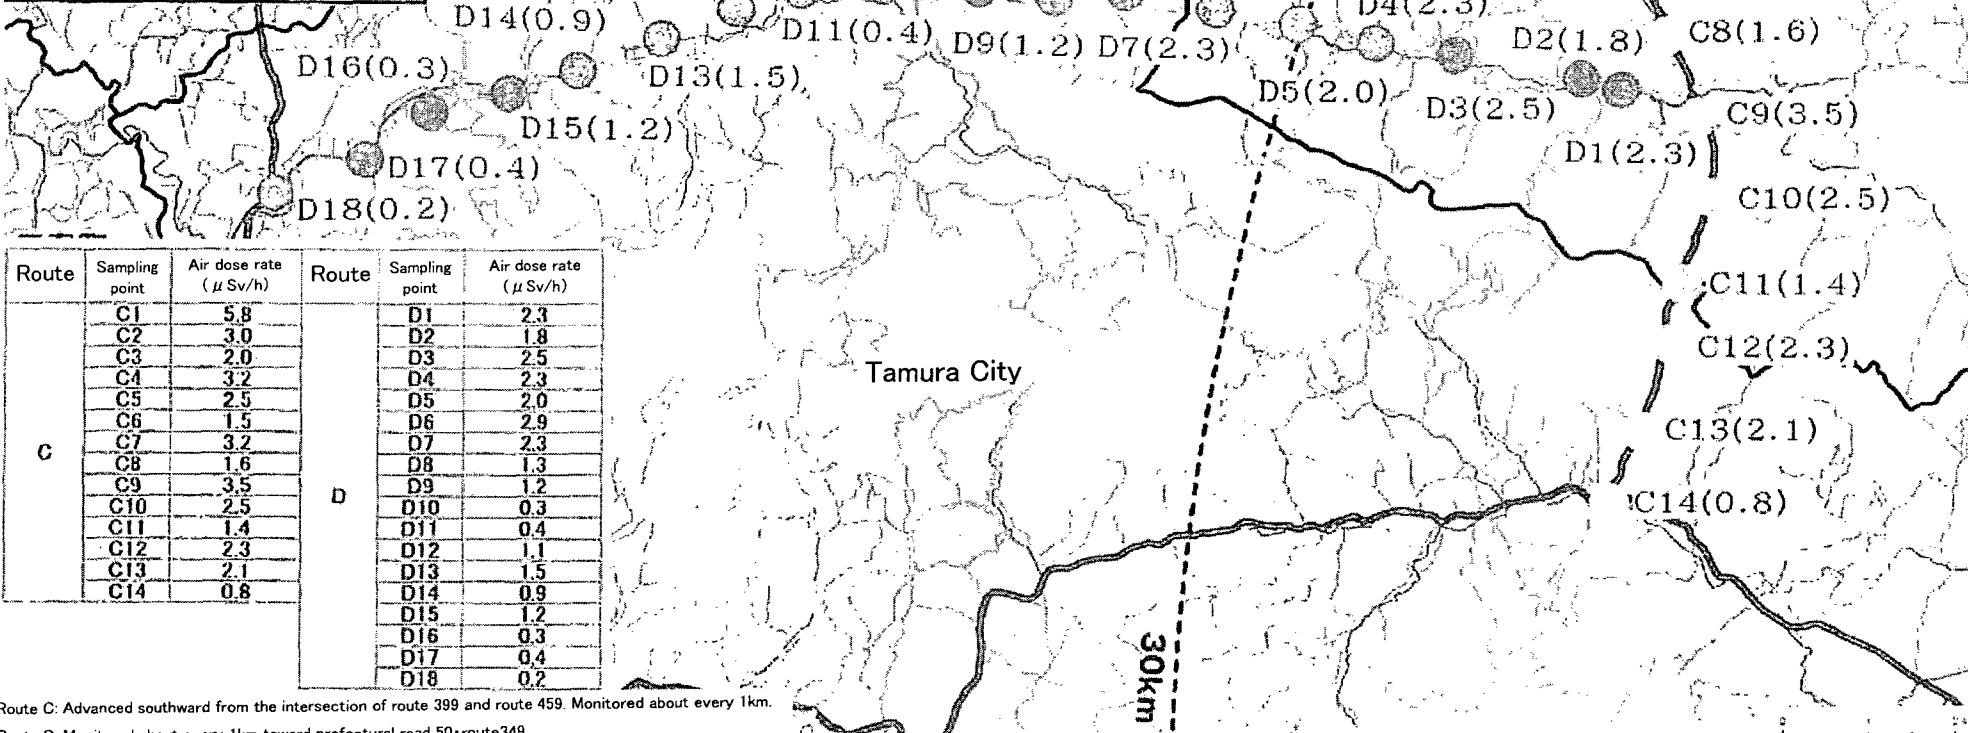 D14(0.9)
D11(0.4)
D9(1.2)
D7(2.3)
D4(2.3)
D2(1.8)
C8(1.6)
D16(0.3)
D13(1.5)
D5(2.0)
D3(2.5)
C9(3.5)
D15(1.2)
D1(2.3)
D17(0.4)
C10(2.5)
D18(0.2)
C11(1.4)
C12(2.3)
Tamura City
C13(2.1)
C14(0.8)
30km
Route Sampling point Air dose rate (μSv/h) Route Sampling point Air dose rate (μSv/h)
C1 5.8 D1 2.3
C2 3.0 D2 1.8
C3 2.0 D3 2.5
C4 3.2 D4 2.3
C5 2.5 D5 2.0
C6 1.5 D6 2.9
C C7 3.2 D7 2.3
C8 1.6 D8 1.3
C9 3.5 D D9 1.2
C10 2.5 D10 0.3
C11 1.4 D11 0.4
C12 2.3 D12 1.1
C13 2.1 D13 1.5
C14 0.8 D14 0.9
D15 1.2
D16 0.3
D17 0.4
D18 0.2
Route C: Advanced southward from the intersection of route 399 and route 459. Monitored about every 1km.